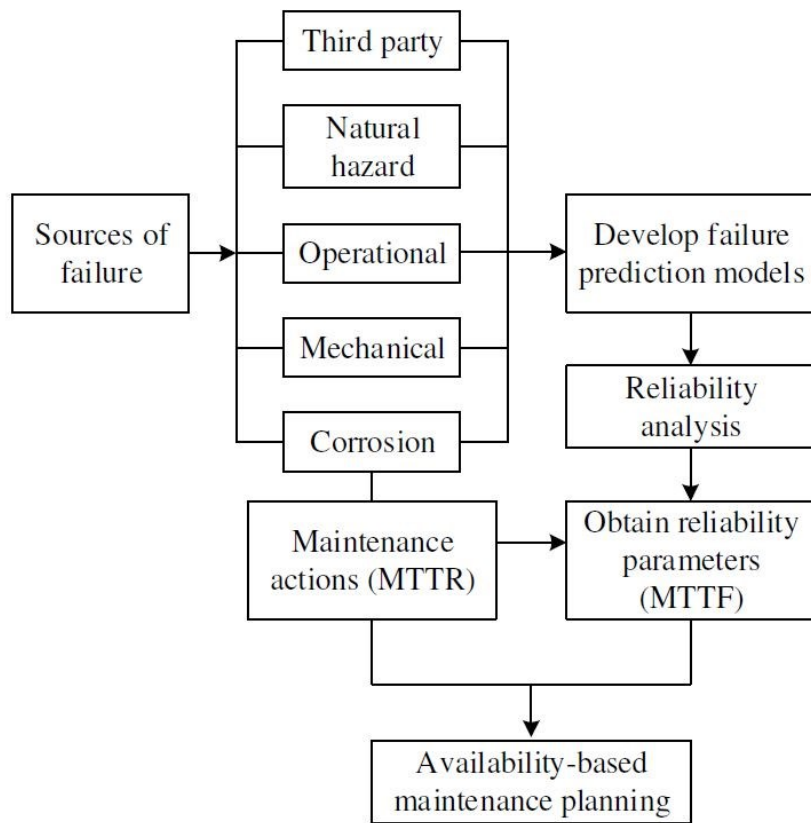 Third party
Natural
hazard
Sources of
failure
Operational
Develop failure
prediction models
Mechanical
Reliability
analysis
Corrosion
Maintenance
actions (MTTR)
Obtain reliability
parameters
(MTTF)
Availability-based
maintenance planning